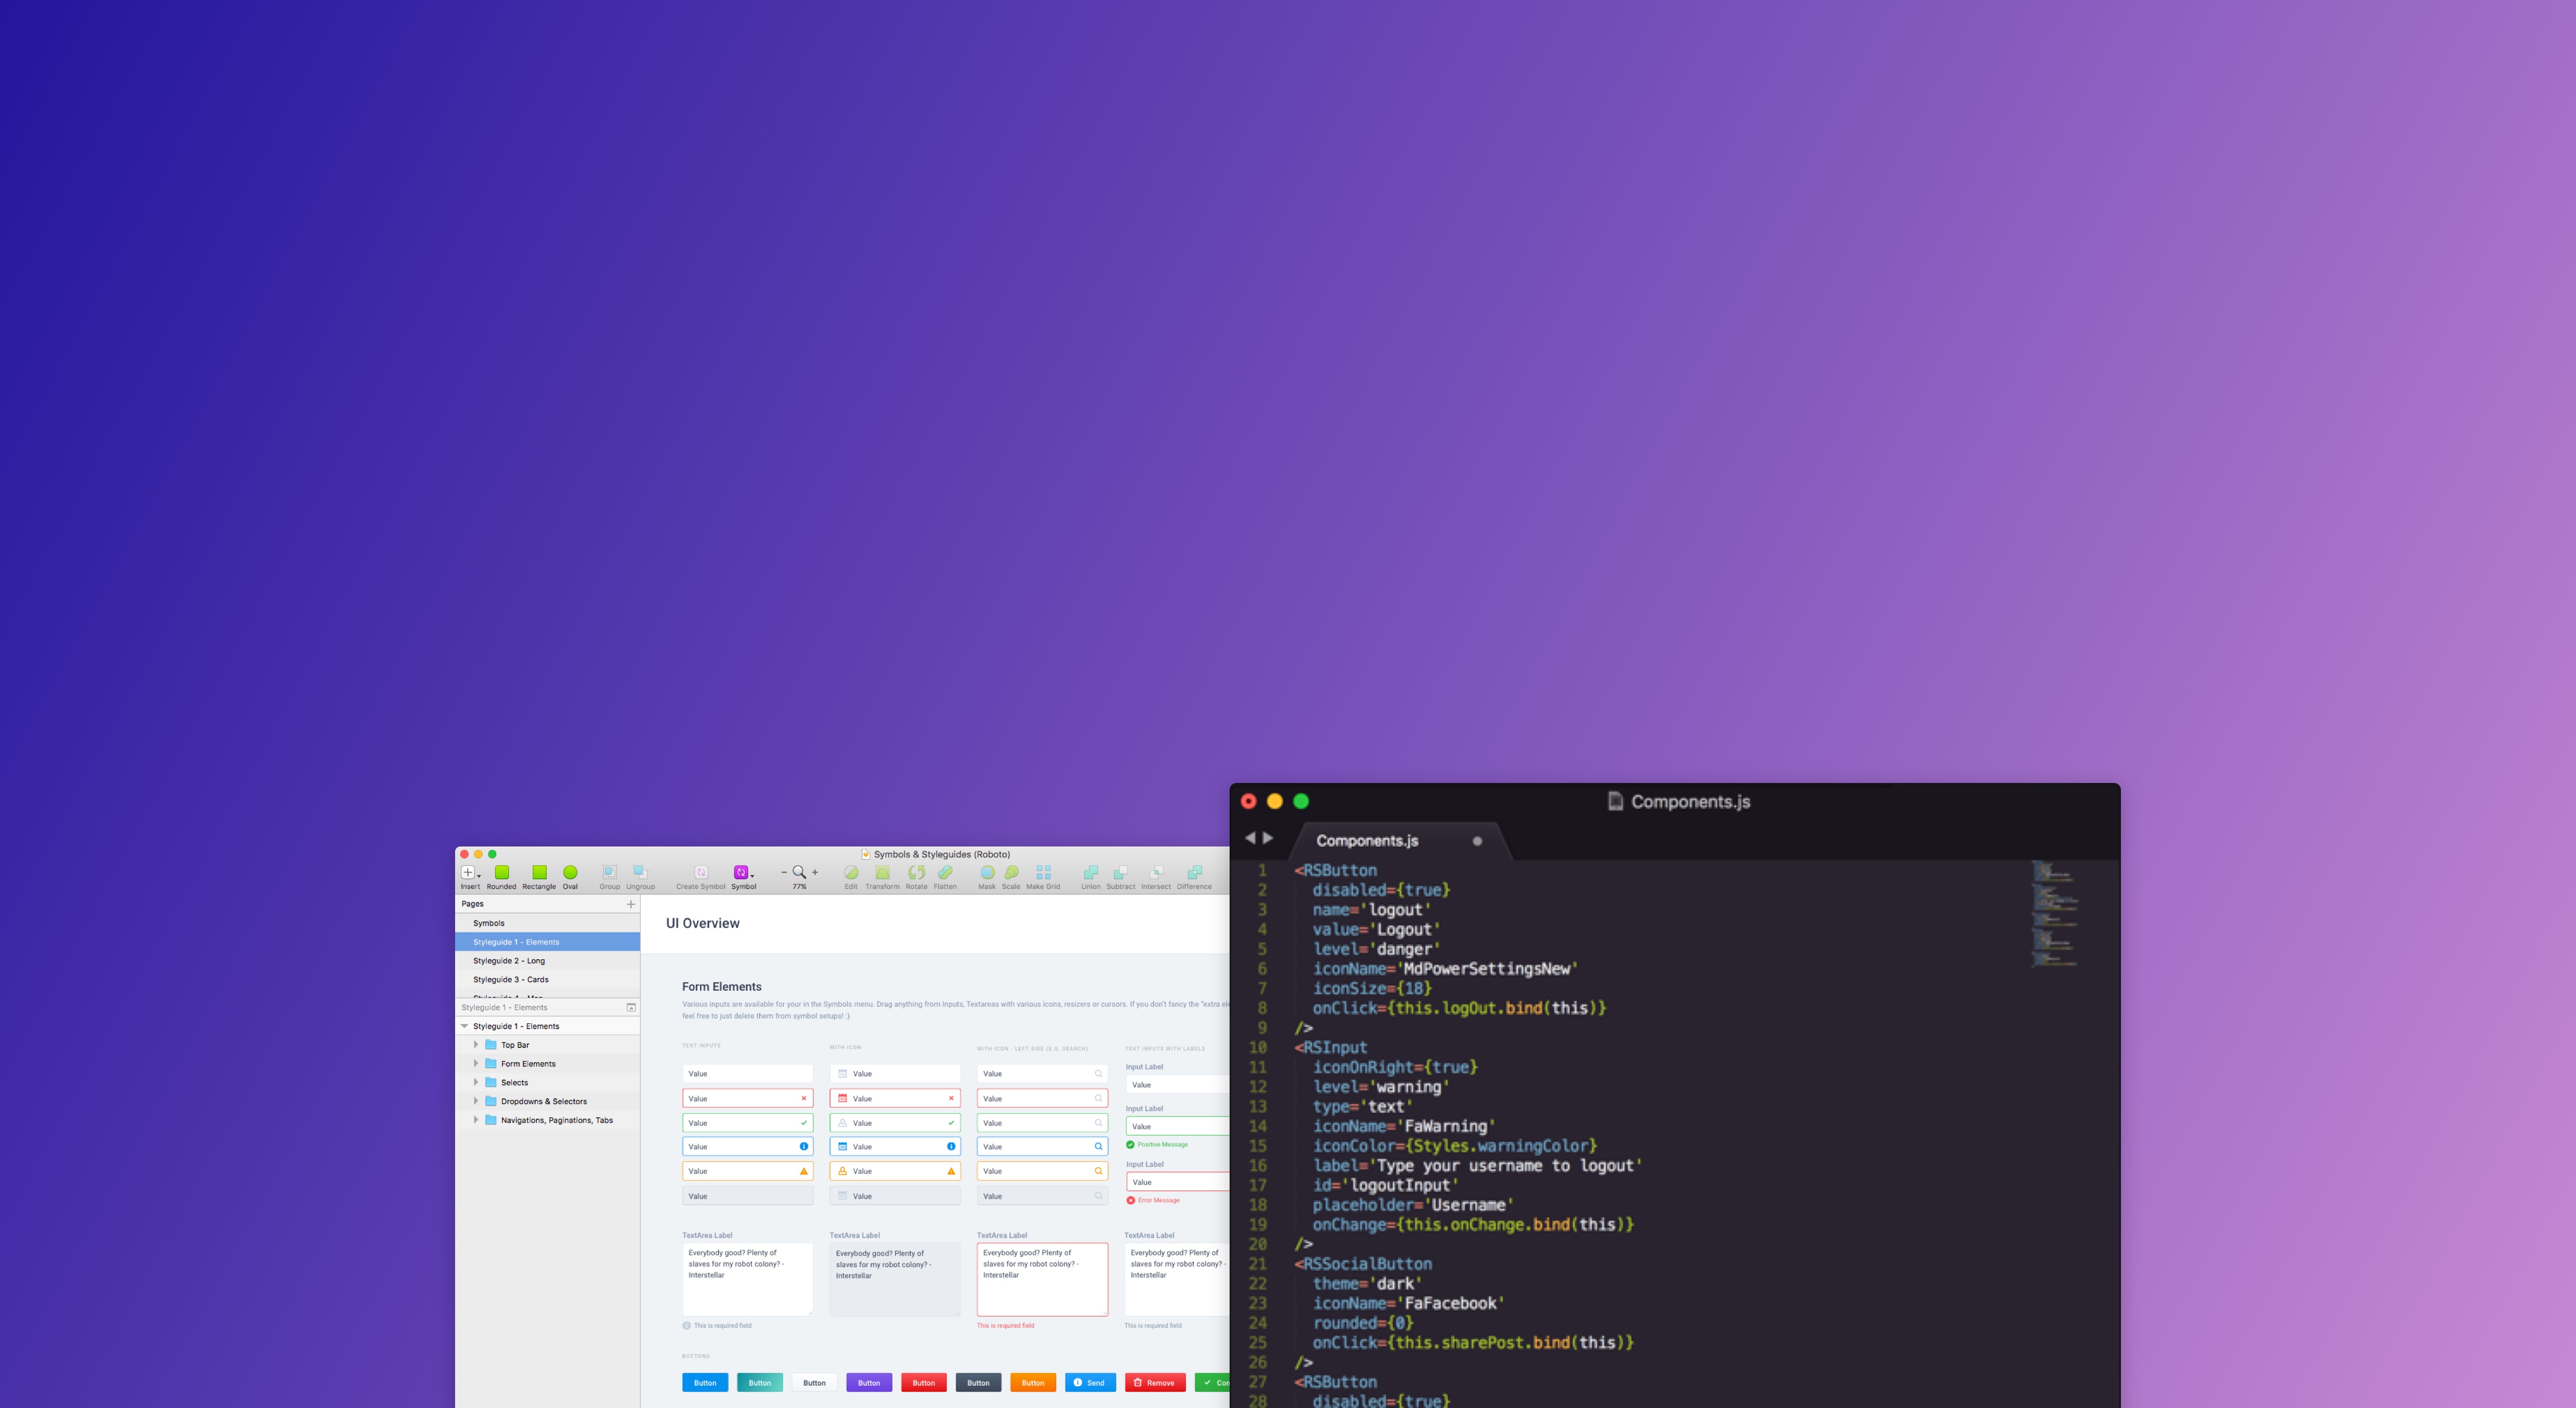 Symbols & Styleguides (Roboto)
Insert Rounded Rectangle Oval Group Ungroup Create Symbol Symbol 77% Edit Transform Rotate Flatten Mask Scale Make Grid Union Subtract Intersect Difference
Pages
Symbols
Styleguide 1 - Elements
Styleguide 2 - Long
Styleguide 3 - Cards
Styleguide 1 - Elements
Styleguide 1 - Elements
Top Bar
Form Elements
Selects
Dropdowns & Selectors
Navigations, Paginations, Tabs
UI Overview
Form Elements
Various inputs are available for your in the Symbols menu. Drag anything from Inputs, Textareas with various icons, resizers or cursors. If you don't fancy the "extra
feel free to just delete them from symbol setups! :)
TEXT INPUTS
Value
Value
Value
Value
Value
Value
WITH ICON
Value
Value
Value
Value
Value
Value
WITH ICON - LEFT SIDE (E.G. SEARCH)
Value
Value
Value
Value
Value
Value
TEXT INPUTS WITH LABELS
Input Label
Value
Input Label
Value
Positive Message
Input Label
Value
Error Message
TextArea Label
Everybody good? Plenty of
slaves for my robot colony? -
Interstellar
This is required field
TextArea Label
Everybody good? Plenty of
slaves for my robot colony? -
Interstellar
TextArea Label
Everybody good? Plenty of
slaves for my robot colony? -
Interstellar
This is required field
TextArea Label
Everybody good? Plenty of
slaves for my robot colony? -
Interstellar
This is required field
BUTTONS
Button Button Button Button Button Button Button Send Remove
Components.js
Components.js
1 <RSButton
2 disabled={true}
3 name='logout'
4 value='Logout'
5 level='danger'
6 iconName='MdPowerSettingsNew'
7 iconSize={18}
8 onClick={this.logOut.bind(this)}
9 />
10 <RSInput
11 iconOnRight={true}
12 level='warning'
13 type='text'
14 iconName='FaWarning'
15 iconColor={Styles.warningColor}
16 label='Type your username to logout'
17 id='logoutInput'
18 placeholder='Username'
19 onChange={this.onChange.bind(this)}
20 />
21 <RSSocialButton
22 theme='dark'
23 iconName='FaFacebook'
24 rounded={0}
25 onClick={this.sharePost.bind(this)}
26 />
27 <RSButton
28 disabled={true}